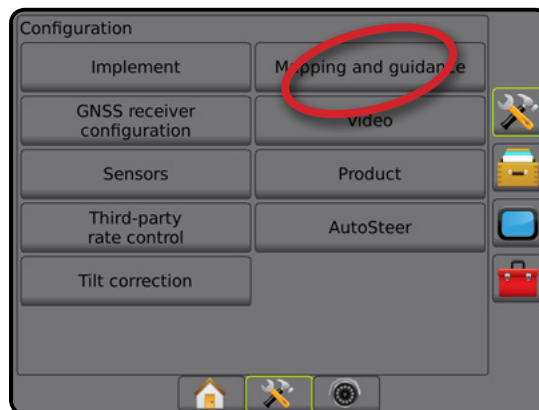 Configuration
Implement
Mapping and guidance
GNSS receiver
configuration
Video
Sensors
Product
Third-party
rate control
AutoSteer
Tilt correction